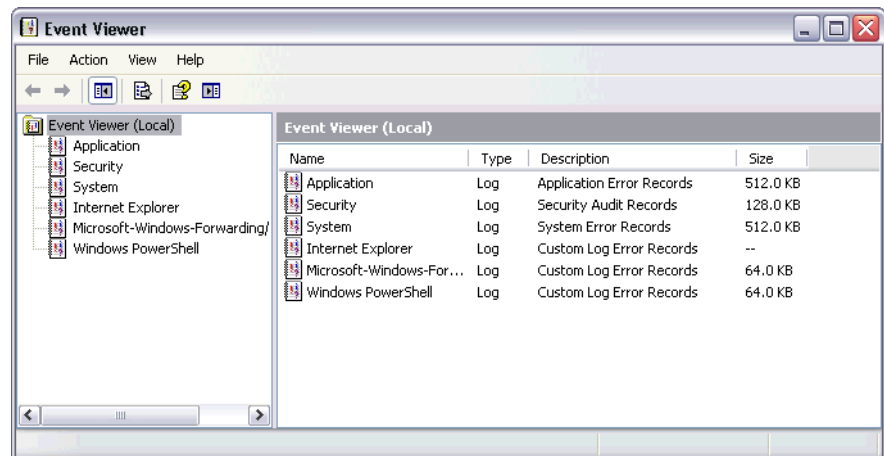 Event Viewer
File Action View Help
Event Viewer (Local)
Application
Security
System
Internet Explorer
Microsoft-Windows-Forwarding/
Windows PowerShell
Event Viewer (Local)
Name Type Description Size
Application Log Application Error Records 512.0 KB
Security Log Security Audit Records 128.0 KB
System Log System Error Records 512.0 KB
Internet Explorer Log Custom Log Error Records --
Microsoft-Windows-For... Log Custom Log Error Records 64.0 KB
Windows PowerShell Log Custom Log Error Records 64.0 KB